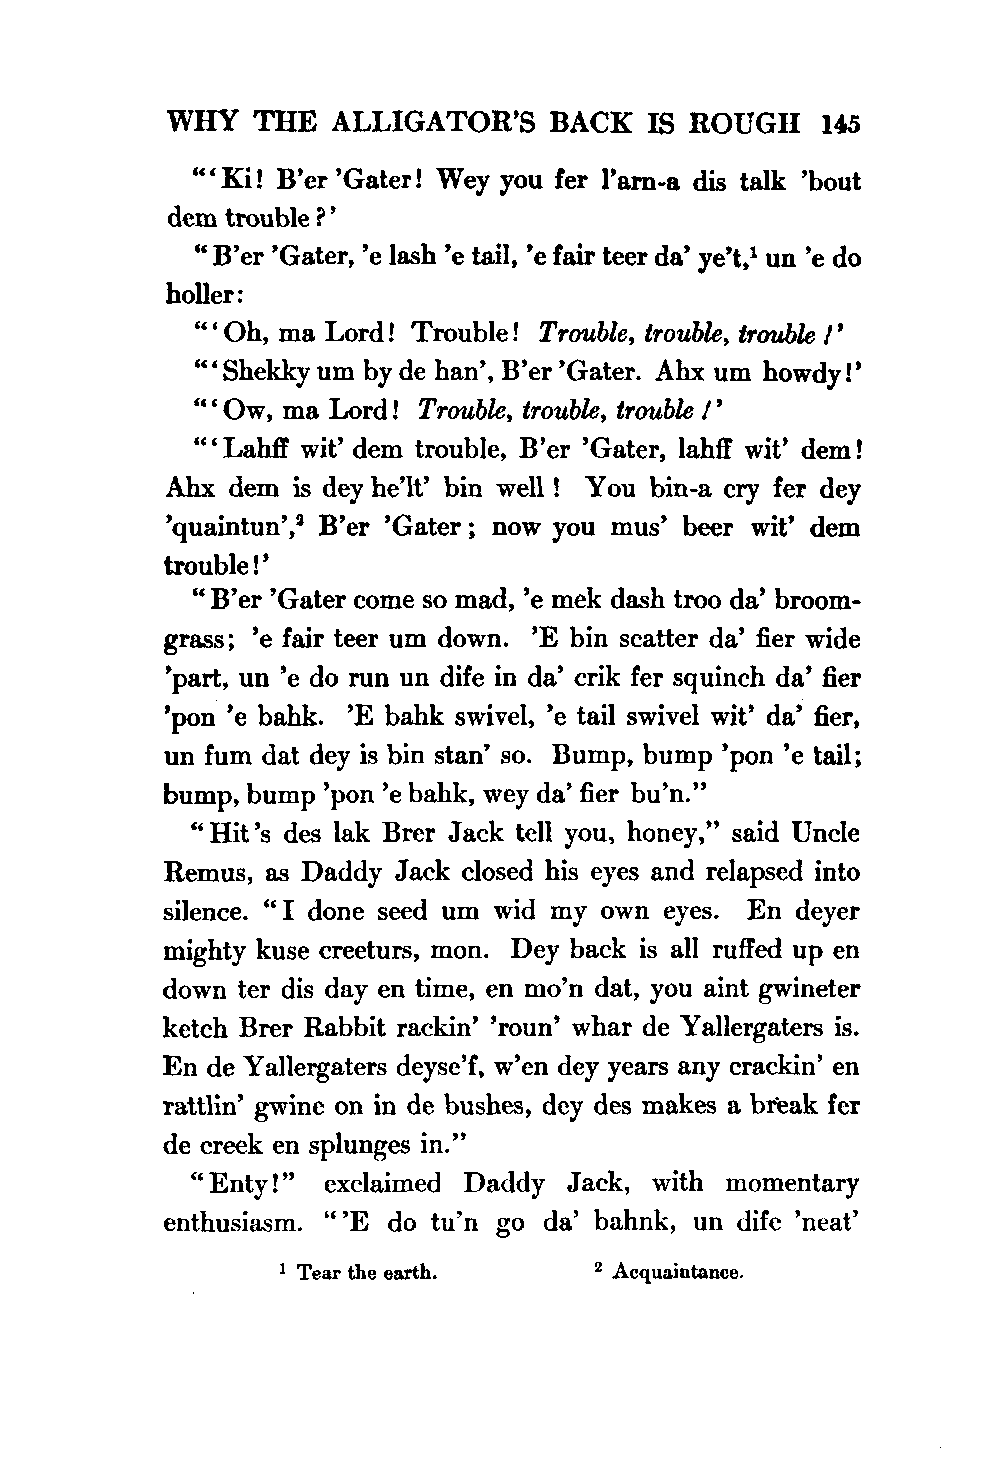 WHY THE ALLIGATOR'S BACK IS ROUGH 145
"'Ki! B'er 'Gater! Wey you fer l'arn-a dis talk 'bout
dem trouble?'
"B'er 'Gater, 'e lash 'e tail, 'e fair teer da' ye't,¹ un 'e do
holler:
"'Oh, ma Lord! Trouble! Trouble, trouble, trouble!'
"'Shekky um by de han', B'er 'Gater. Ahx um howdy!'
"'Ow, ma Lord! Trouble, trouble, trouble!'
"'Lahff wit' dem trouble, B'er 'Gater, lahff wit' dem!
Ahx dem is dey he'lt' bin well! You bin-a cry fer dey
'quaintun',² B'er 'Gater; now you mus' beer wit' dem
trouble!'
"B'er 'Gater come so mad, 'e mek dash troo da' broom-
grass; 'e fair teer um down. 'E bin scatter da' fier wide
'part, un 'e do run un dife in da' crik fer squinch da' fier
'pon 'e bahk. 'E bahk swivel, 'e tail swivel wit' da' fier,
un fum dat dey is bin stan' so. Bump, bump 'pon 'e tail;
bump, bump 'pon 'e bahk, wey da' fier bu'n."
"Hit's des lak Brer Jack tell you, honey," said Uncle
Remus, as Daddy Jack closed his eyes and relapsed into
silence. "I done seed um wid my own eyes. En deyer
mighty kuse creeturs, mon. Dey back is all ruffed up en
down ter dis day en time, en mo'n dat, you aint gwineter
ketch Brer Rabbit rackin' 'roun' whar de Yallergaters is.
En de Yallergaters deyse'f, w'en dey years any crackin' en
rattlin' gwine on in de bushes, dey des makes a break fer
de creek en splunges in."
"Enty!" exclaimed Daddy Jack, with momentary
enthusiasm. "'E do tu'n go da' bahnk, un dife 'neat'
¹ Tear the earth. ² Acquaintance.